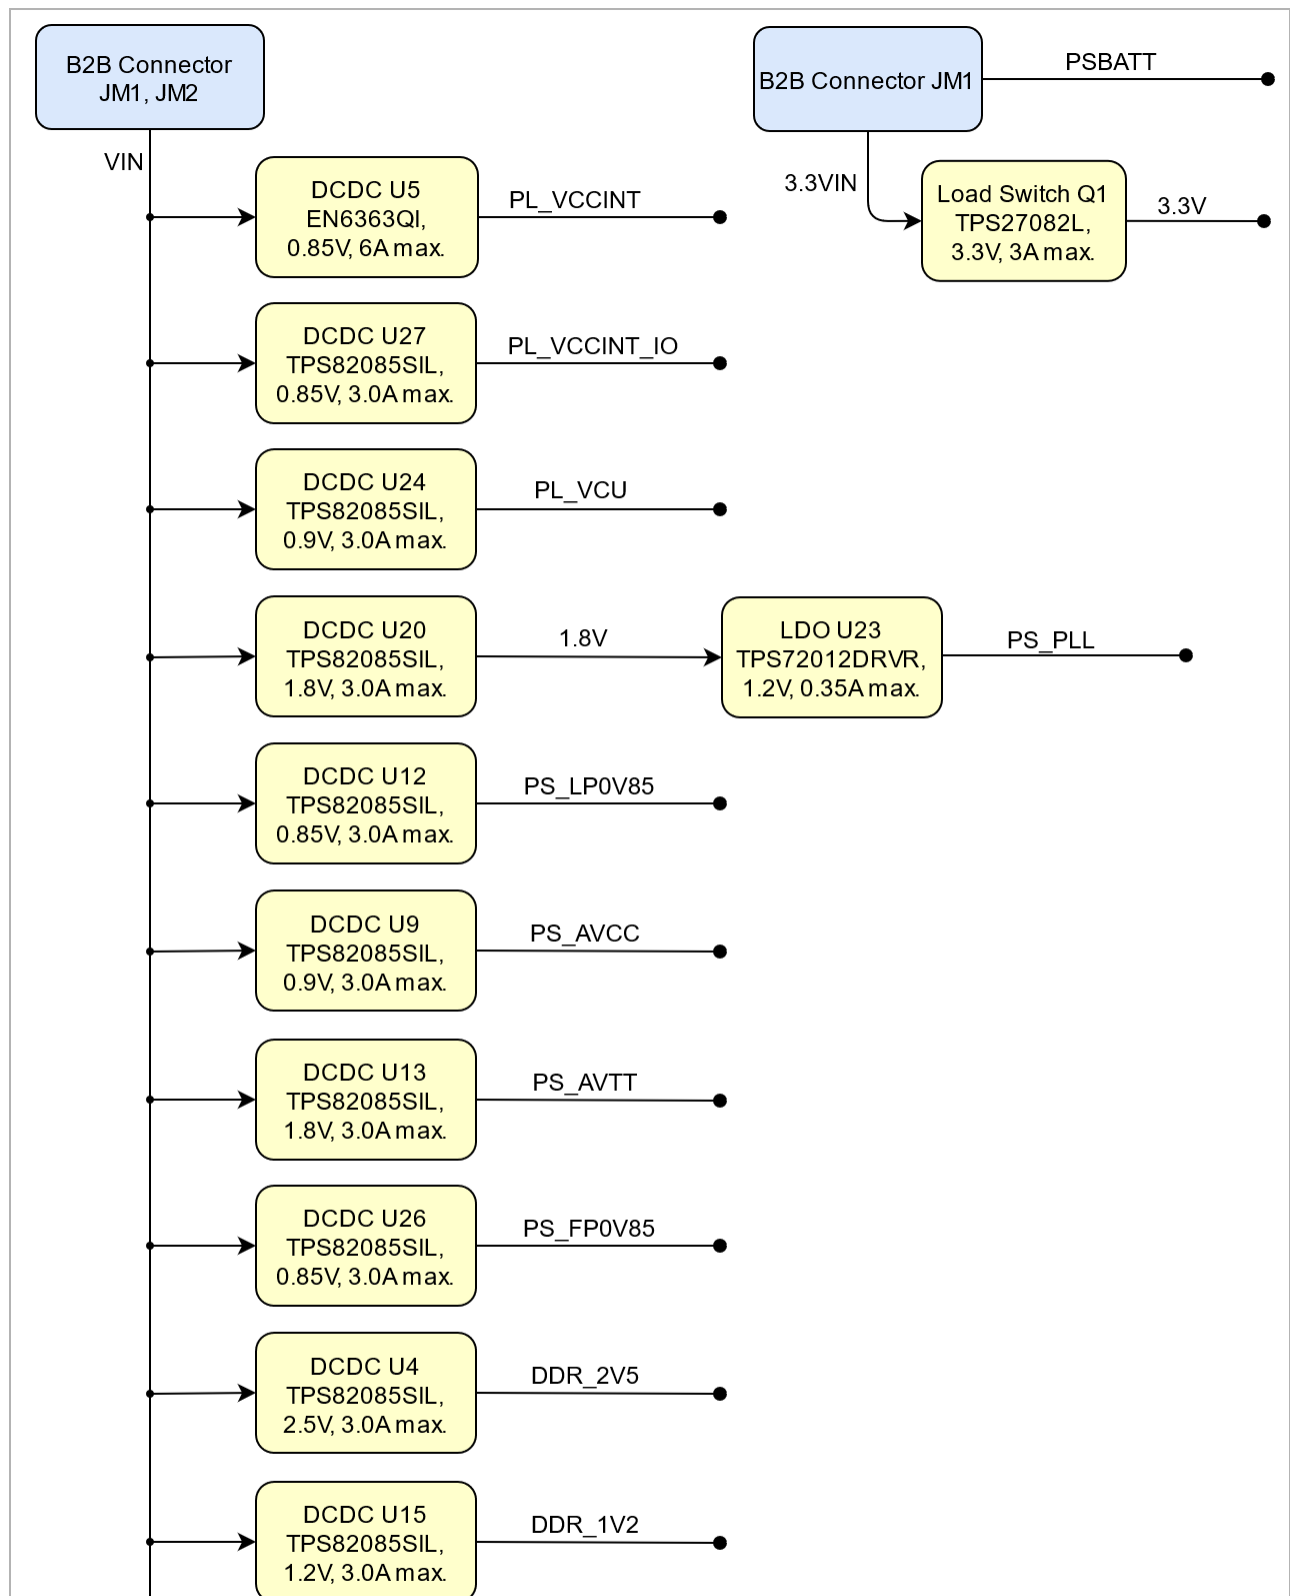 B2B Connector
JM1, JM2
VIN
B2B Connector JM1
PSBATT
3.3VIN
Load Switch Q1
TPS27082L,
3.3V, 3A max.
3.3V
DCDC U5
EN6363QI,
0.85V, 6A max.
PL_VCCINT
DCDC U27
TPS82085SIL,
0.85V, 3.0A max.
PL_VCCINT_IO
DCDC U24
TPS82085SIL,
0.9V, 3.0A max.
PL_VCU
DCDC U20
TPS82085SIL,
1.8V, 3.0A max.
1.8V
LDO U23
TPS72012DRVR,
1.2V, 0.35A max.
PS_PLL
DCDC U12
TPS82085SIL,
0.85V, 3.0A max.
PS_LP0V85
DCDC U9
TPS82085SIL,
0.9V, 3.0A max.
PS_AVCC
DCDC U13
TPS82085SIL,
1.8V, 3.0A max.
PS_AVTT
DCDC U26
TPS82085SIL,
0.85V, 3.0A max.
PS_FP0V85
DCDC U4
TPS82085SIL,
2.5V, 3.0A max.
DDR_2V5
DCDC U15
TPS82085SIL,
1.2V, 3.0A max.
DDR_1V2